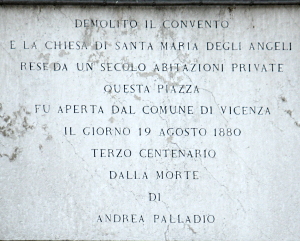 DEMOLITO IL CONVENTO
E LA CHIESA DI SANTA MARIA DEGLI ANGELI
RESE DA UN SECOLO ABITAZIONI PRIVATE
QUESTA PIAZZA
FU APERTA DAL COMUNE DI VICENZA
IL GIORNO 19 AGOSTO 1880
TERZO CENTENARIO
DALLA MORTE
DI
ANDREA PALLADIO